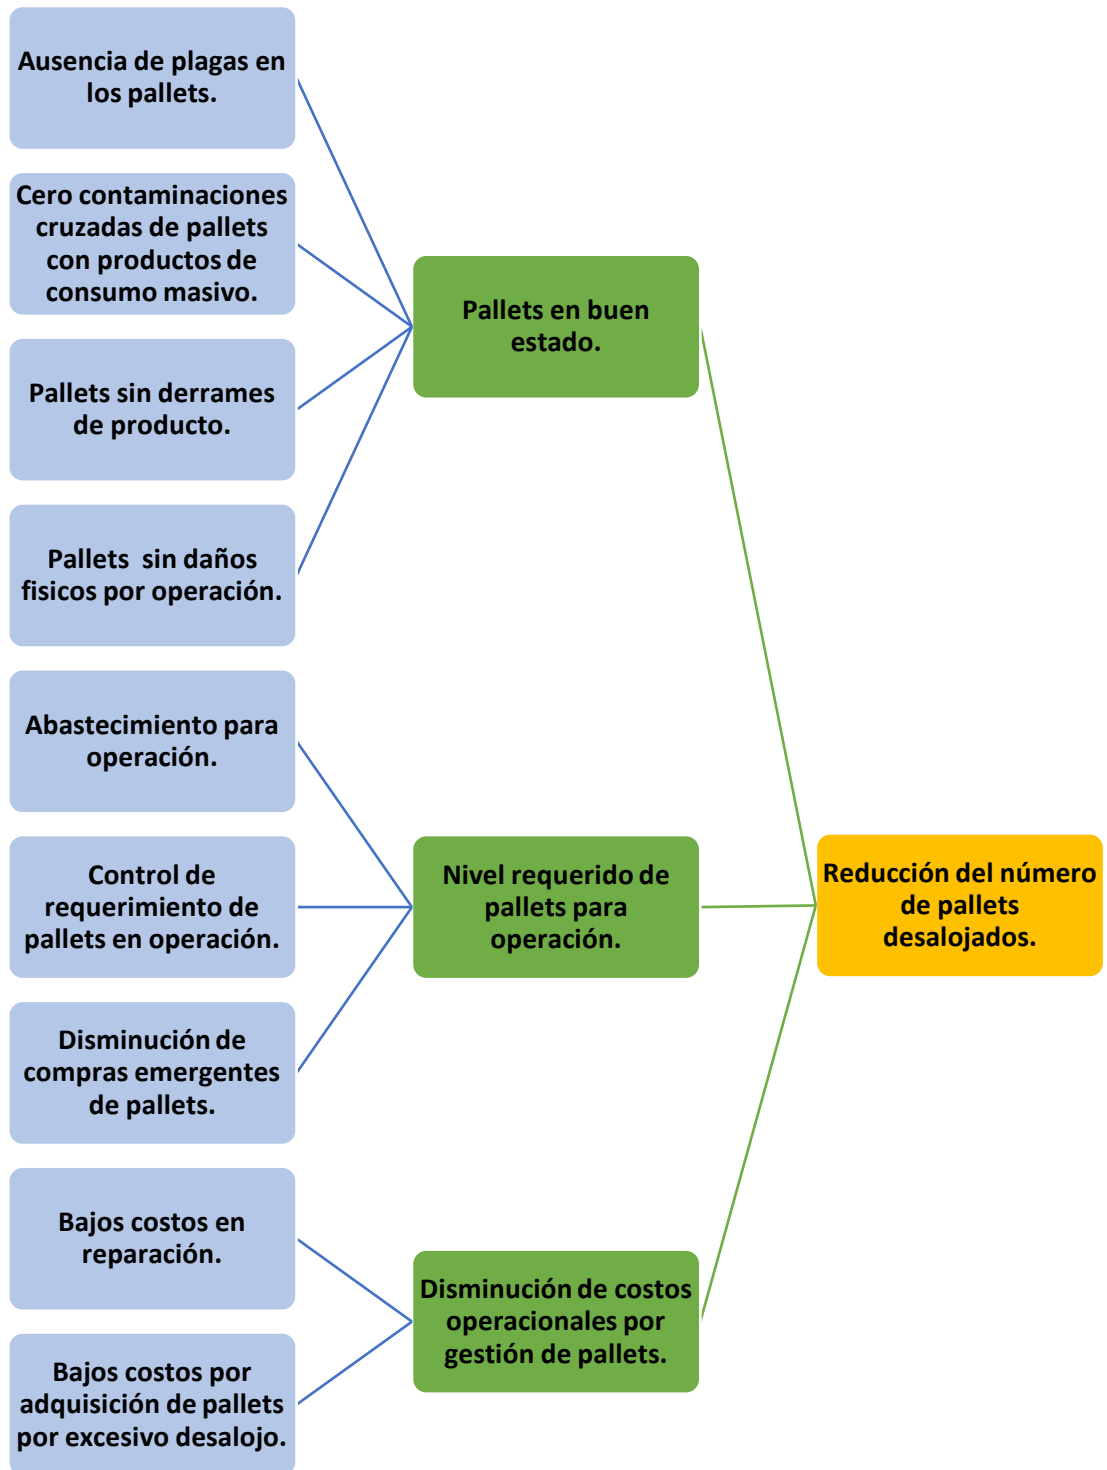 Ausencia de plagas en
los pallets.
Cero contaminaciones
cruzadas de pallets
con productos de
consumo masivo.
Pallets sin derrames
de producto.
Pallets  sin daños
fisicos por operación.
Abastecimiento para
operación.
Control de
requerimiento de
pallets en operación.
Disminución de
compras emergentes
de pallets.
Bajos costos en
reparación.
Bajos costos por
adquisición de pallets
por excesivo desalojo.
Pallets en buen
estado.
Nivel requerido de
pallets para
operación.
Disminución de costos
operacionales por
gestión de pallets.
Reducción del número
de pallets
desalojados.